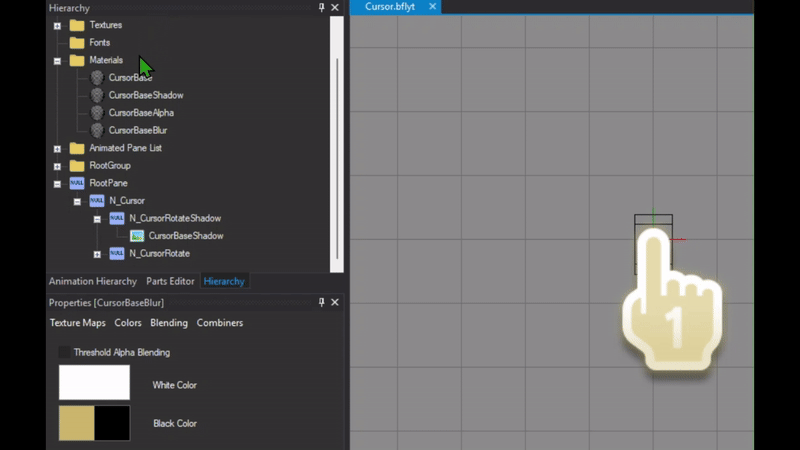 Hierarchy
Cursor.bflyt
Textures
Fonts
Materials
CursorBase
CursorBaseShadow
CursorBaseAlpha
CursorBaseBlur
Animated Pane List
RootGroup
NULL RootPane
NULL N_Cursor
NULL N_CursorRotateShadow
CursorBaseShadow
NULL N_CursorRotate
Animation Hierarchy Parts Editor Hierarchy
Properties [CursorBaseBlur]
Texture Maps Colors Blending Combiners
Threshold Alpha Blending
White Color
Black Color
1